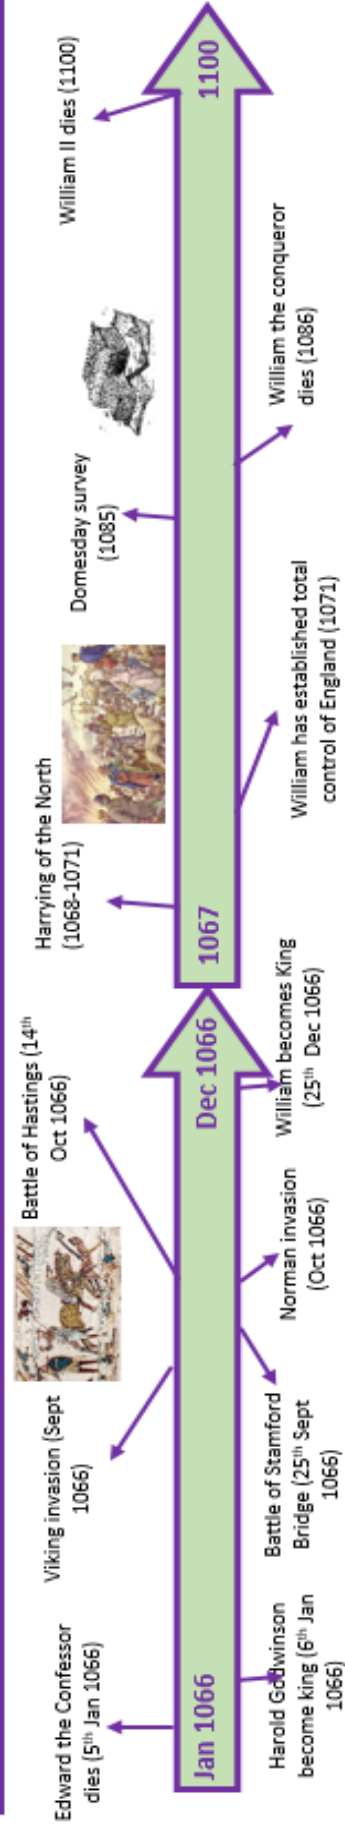 Edward the Confessor
dies (5th Jan 1066)
Viking invasion (Sept
1066)
Battle of Hastings (14th
Oct 1066)
Harrying of the North
(1068-1071)
Domesday survey
(1085)
William II dies (1100)
Jan 1066
Dec 1066
1067
1100
Harold Godwinson
become king (6th Jan
1066)
Battle of Stamford
Bridge (25th Sept
1066)
Norman invasion
(Oct 1066)
William becomes King
(25th Dec 1066)
William has established total
control of England (1071)
William the conqueror
dies (1086)